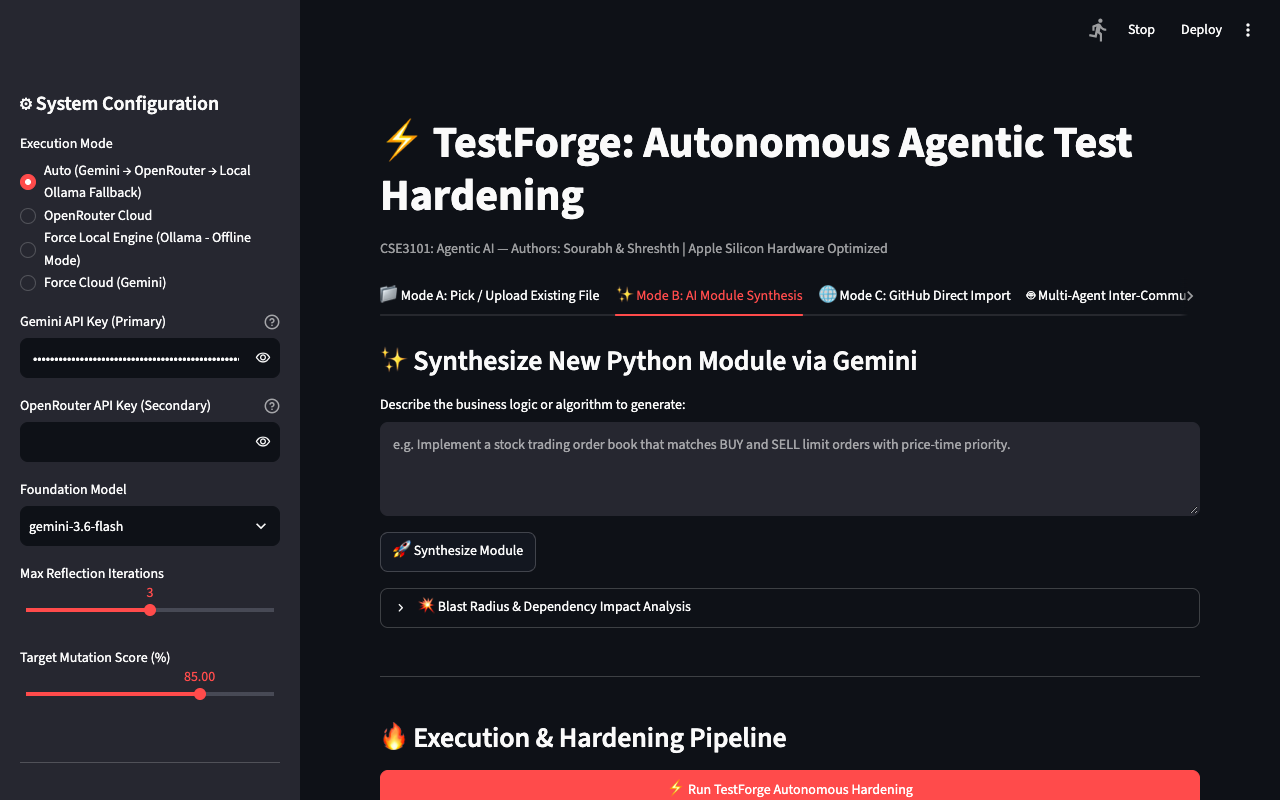 Stop
Deploy
System Configuration
Execution Mode
Auto (Gemini → OpenRouter → Local
Ollama Fallback)
OpenRouter Cloud
Force Local Engine (Ollama - Offline
Mode)
Force Cloud (Gemini)
Gemini API Key (Primary)
OpenRouter API Key (Secondary)
Foundation Model
gemini-3.6-flash
Max Reflection Iterations
3
Target Mutation Score (%)
85.00
⚡ TestForge: Autonomous Agentic Test
Hardening
CSE3101: Agentic AI — Authors: Sourabh & Shreshth | Apple Silicon Hardware Optimized
Mode A: Pick / Upload Existing File
✨ Mode B: AI Module Synthesis
🌐 Mode C: GitHub Direct Import
Multi-Agent Inter-Commu
✨ Synthesize New Python Module via Gemini
Describe the business logic or algorithm to generate:
e.g. Implement a stock trading order book that matches BUY and SELL limit orders with price-time priority.
🚀 Synthesize Module
💥 Blast Radius & Dependency Impact Analysis
🔥 Execution & Hardening Pipeline
⚡ Run TestForge Autonomous Hardening